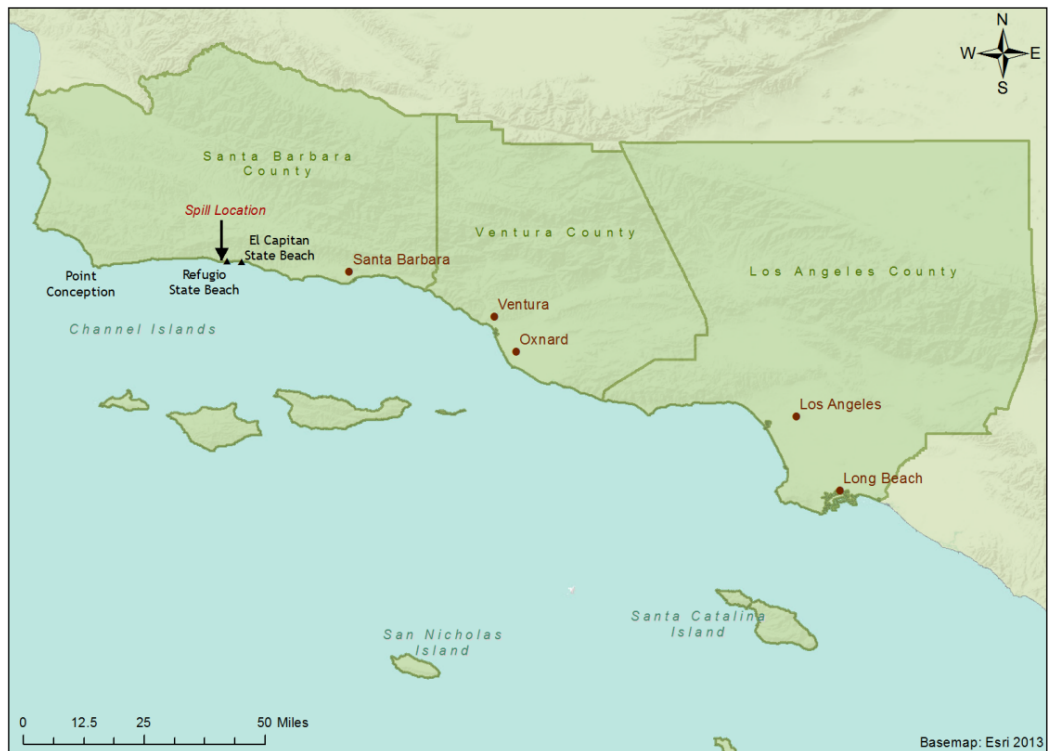 N
W E
S
Santa Barbara
County
Spill Location
El Capitan
State Beach
Ventura County
Santa Barbara
Los Angeles County
Point
Conception
Refugio
State Beach
Ventura
Channel Islands
Oxnard
Los Angeles
Long Beach
Santa Catalina
Island
San Nicholas
Island
0 12.5 25 50 Miles
Basemap: Esri 2013